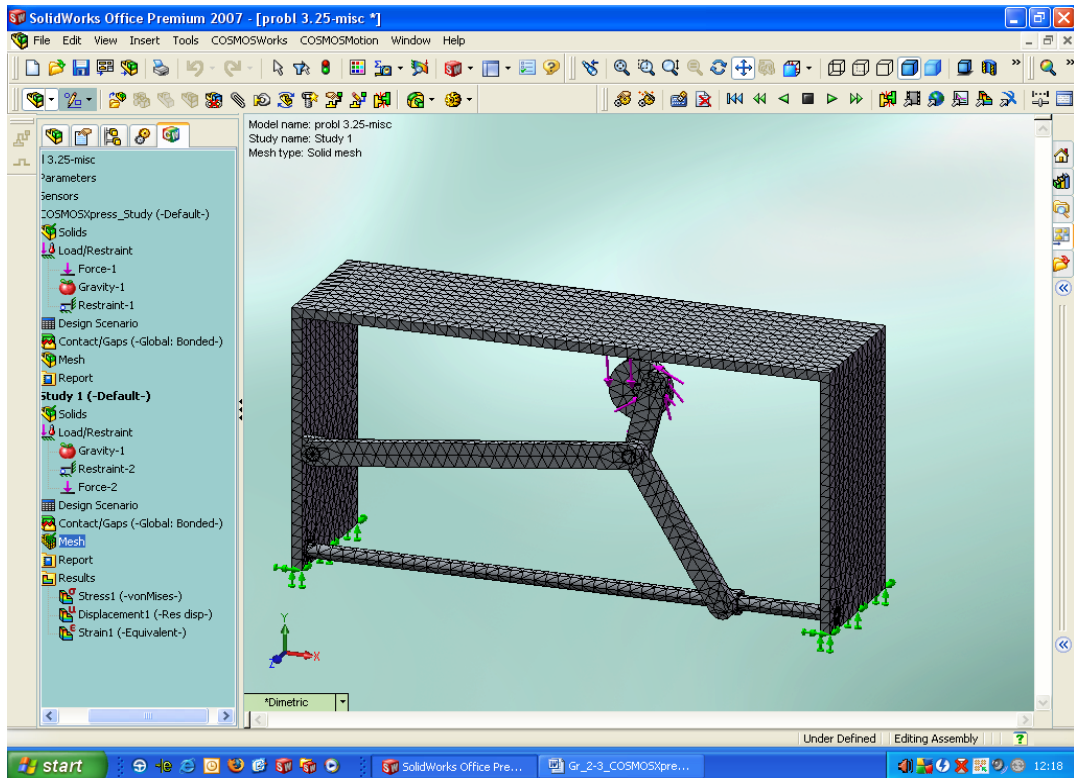 SolidWorks Office Premium 2007 - [probl 3.25-misc *]
File Edit View Insert Tools COSMOSWorks COSMOSMotion Window Help
Model name: probl 3.25-misc
Study name: Study 1
Mesh type: Solid mesh
l 3.25-misc
Parameters
Sensors
COSMOSXpress_Study (-Default-)
Solids
Load/Restraint
Force-1
Gravity-1
Restraint-1
Design Scenario
Contact/Gaps (-Global: Bonded-)
Mesh
Report
Study 1 (-Default-)
Solids
Load/Restraint
Gravity-1
Restraint-2
Force-2
Design Scenario
Contact/Gaps (-Global: Bonded-)
Mesh
Report
Results
Stress1 (-vonMises-)
Displacement1 (-Res disp-)
Strain1 (-Equivalent-)
Y
X
Z
*Dimetric
Under Defined Editing Assembly
start SolidWorks Office Pre... Gr_2-3_COSMOSXpre... 12:18